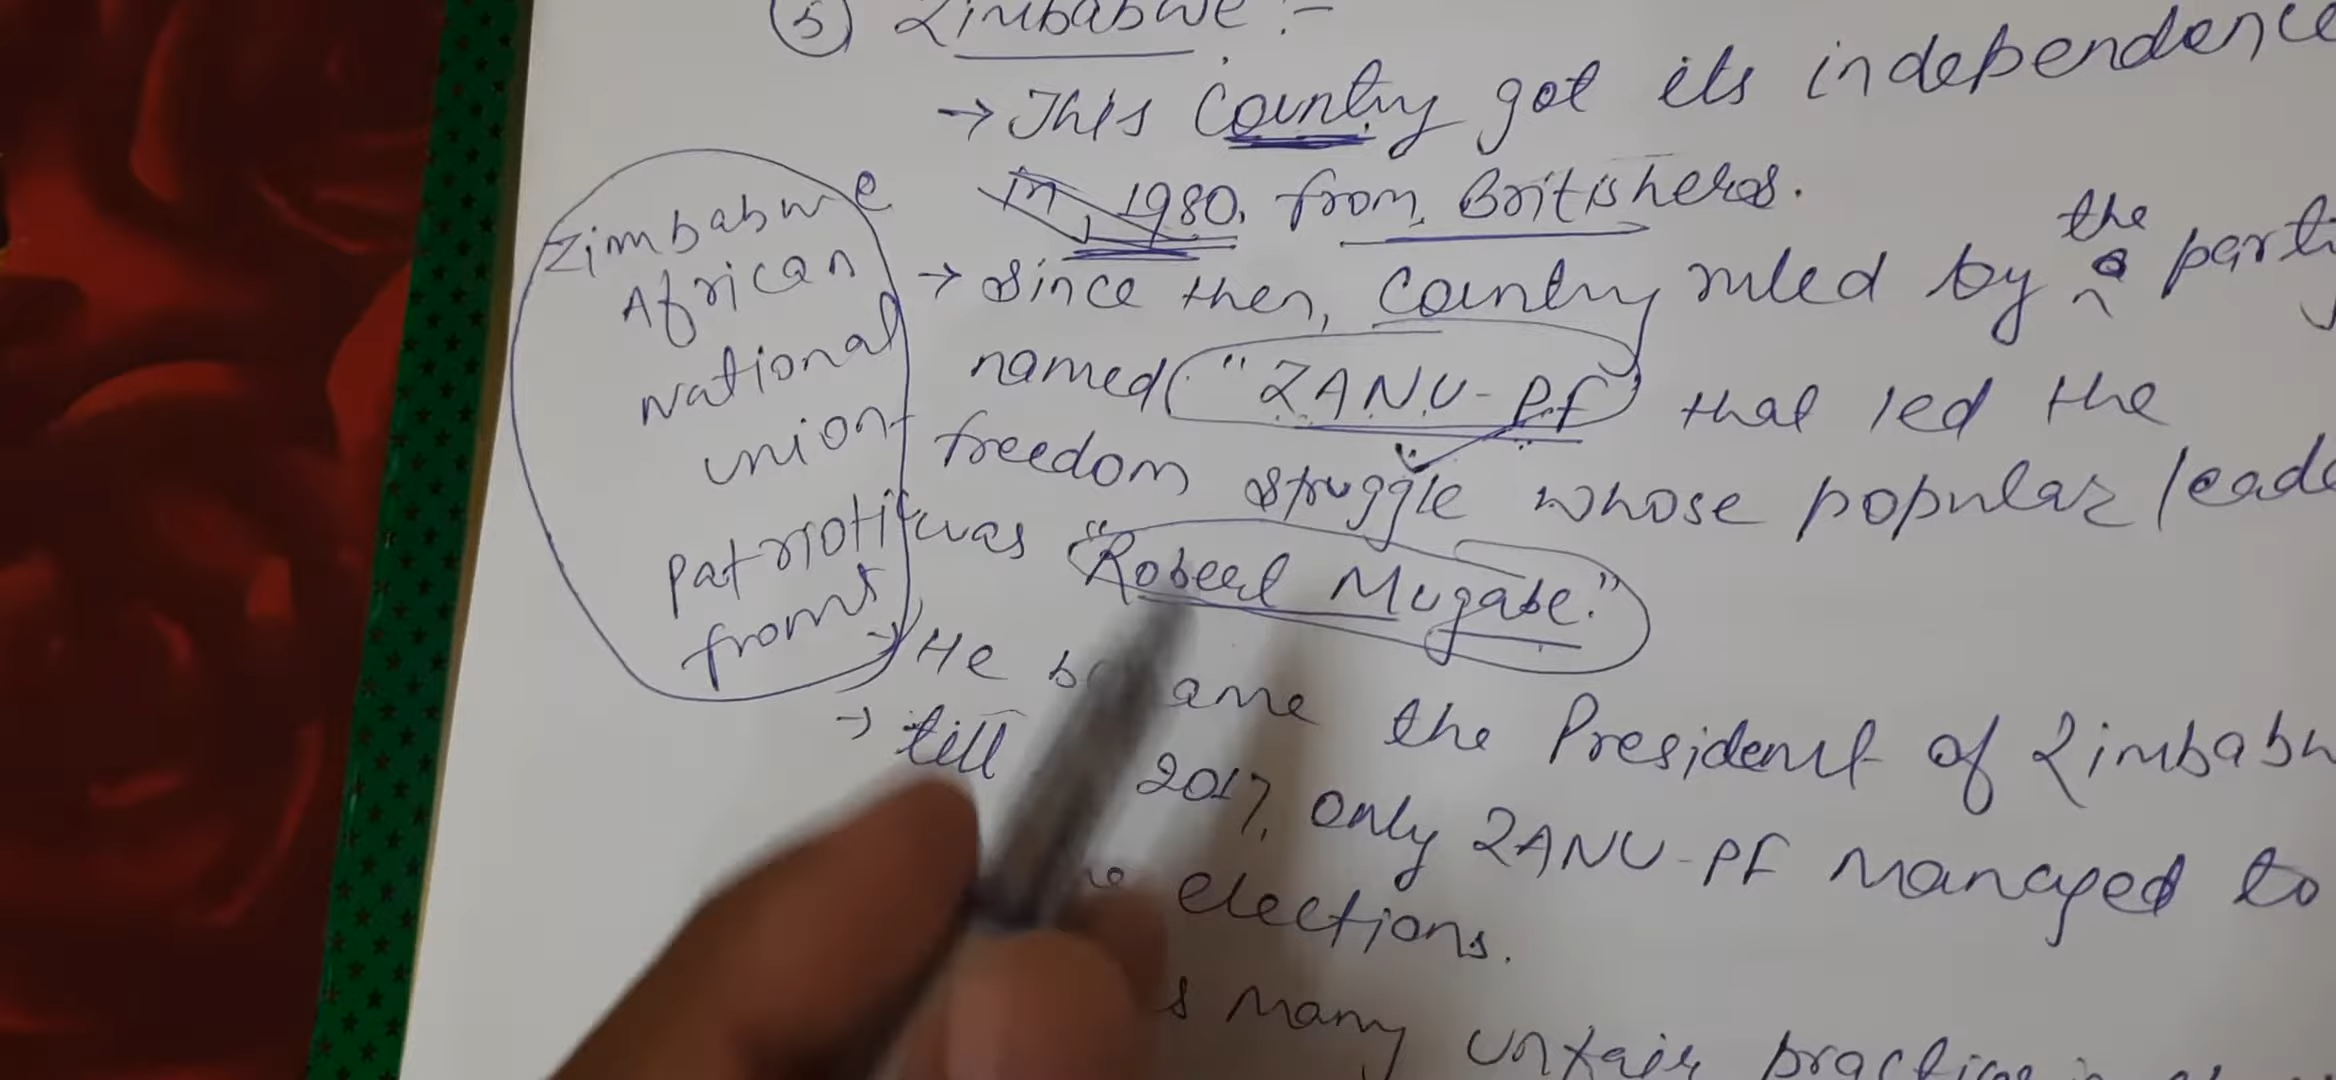 5 Zimbabwe :-
→ This Country got its independence
in 1980. from Britishers.
→ Since then, Country ruled by the party
named "ZANU-PF" that led the
freedom struggle whose popular
was "Robert Mugabe."
→ He became the President of
→ till 2017, only ZANU-PF managed to
elections.
many unfair
Zimbabwe
African
National
union-
Patriotic
front